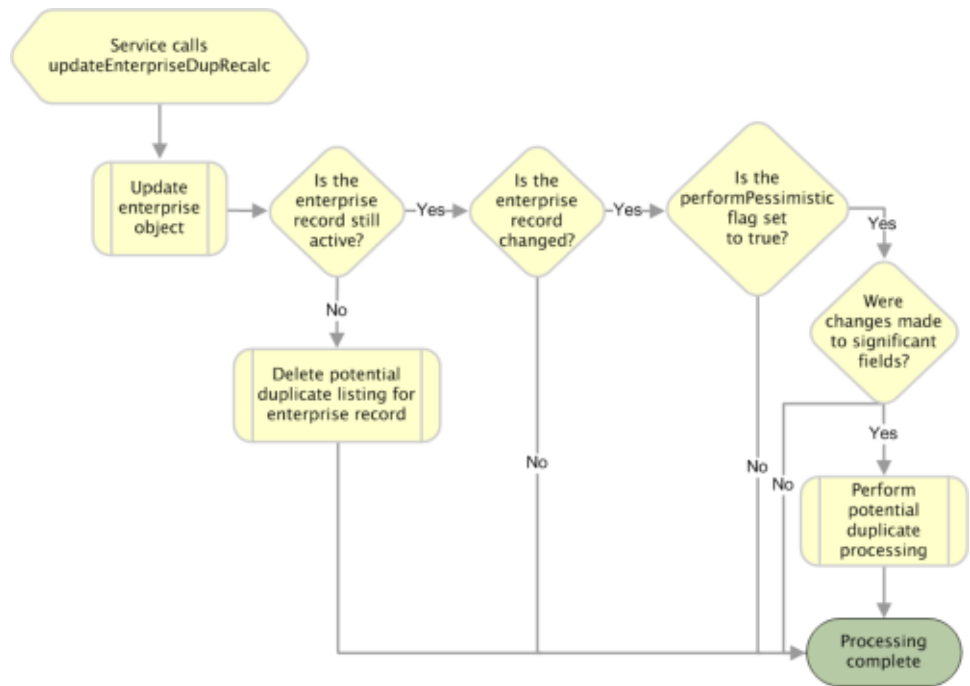 Service calls
updateEnterpriseDupRecalc
Update
enterprise
object
Is the
enterprise
record still
active?
Yes
Is the
enterprise
record
changed?
Yes
Is the
performPessimistic
flag set
to true?
Yes
Were
changes made
to significant
fields?
No
Delete potential
duplicate listing for
enterprise record
No
No
No
Yes
Perform
potential
duplicate
processing
Processing
complete